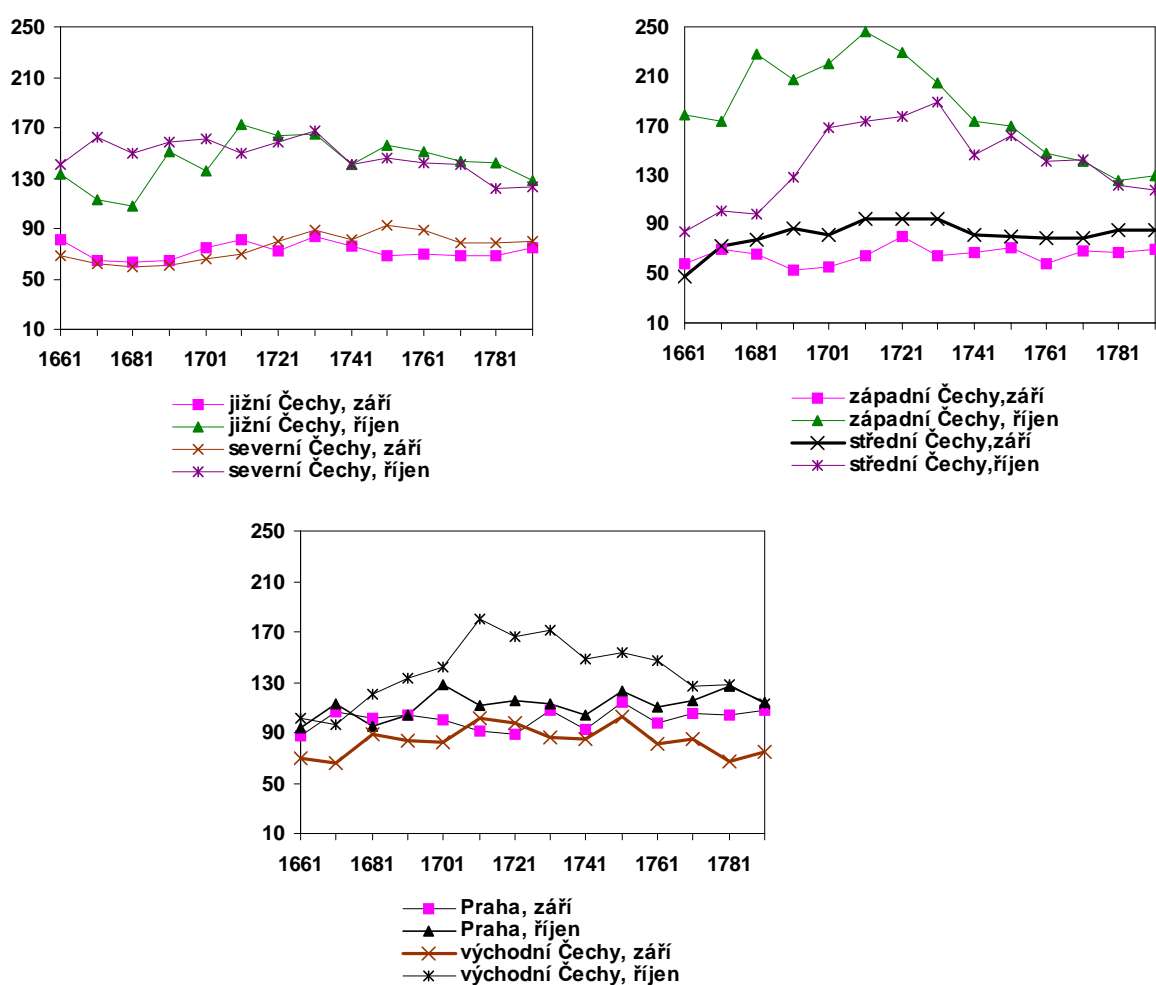 250
210
170
130
90
50
10
1661 1681 1701 1721 1741 1761 1781
jižní Čechy, září
jižní Čechy, říjen
severní Čechy, září
severní Čechy, říjen
250
210
170
130
90
50
10
1661 1681 1701 1721 1741 1761 1781
západní Čechy,září
západní Čechy, říjen
střední Čechy,září
střední Čechy,říjen
250
210
170
130
90
50
10
1661 1681 1701 1721 1741 1761 1781
Praha, září
Praha, říjen
východní Čechy, září
východní Čechy, říjen